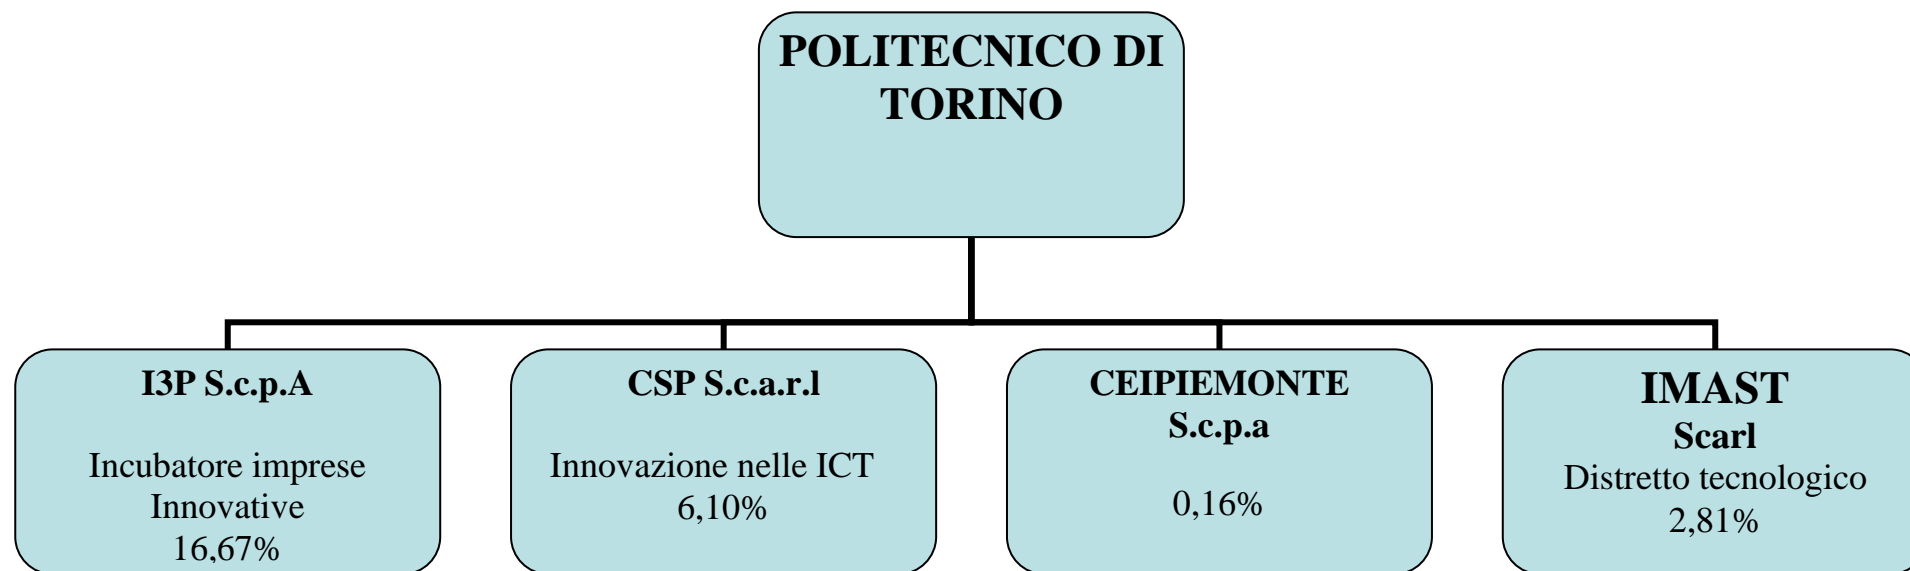 POLITECNICO DI
TORINO
I3P S.c.p.A
Incubatore imprese
Innovative
16,67%
CSP S.c.a.r.l
Innovazione nelle ICT
6,10%
CEIPIEMONTE
S.c.p.a
0,16%
IMAST
Scarl
Distretto tecnologico
2,81%